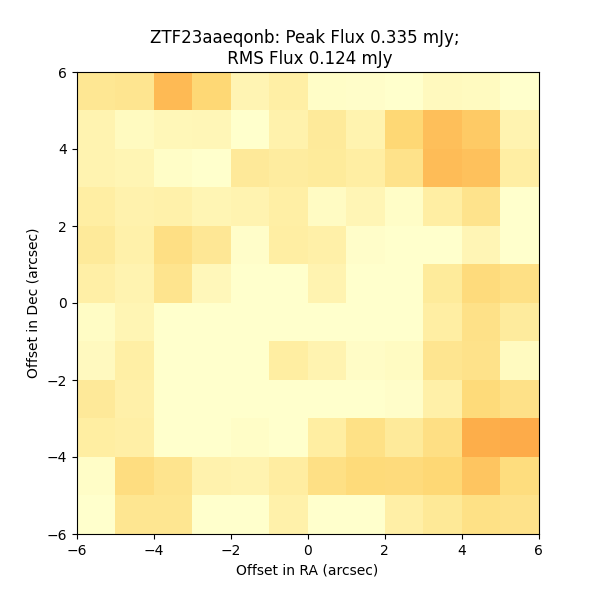 ZTF23aaeqonb: Peak Flux 0.335 mJy;
RMS Flux 0.124 mJy
6
4
2
0
−2
−4
−6
Offset in Dec (arcsec)
−6 −4 −2 0 2 4 6
Offset in RA (arcsec)